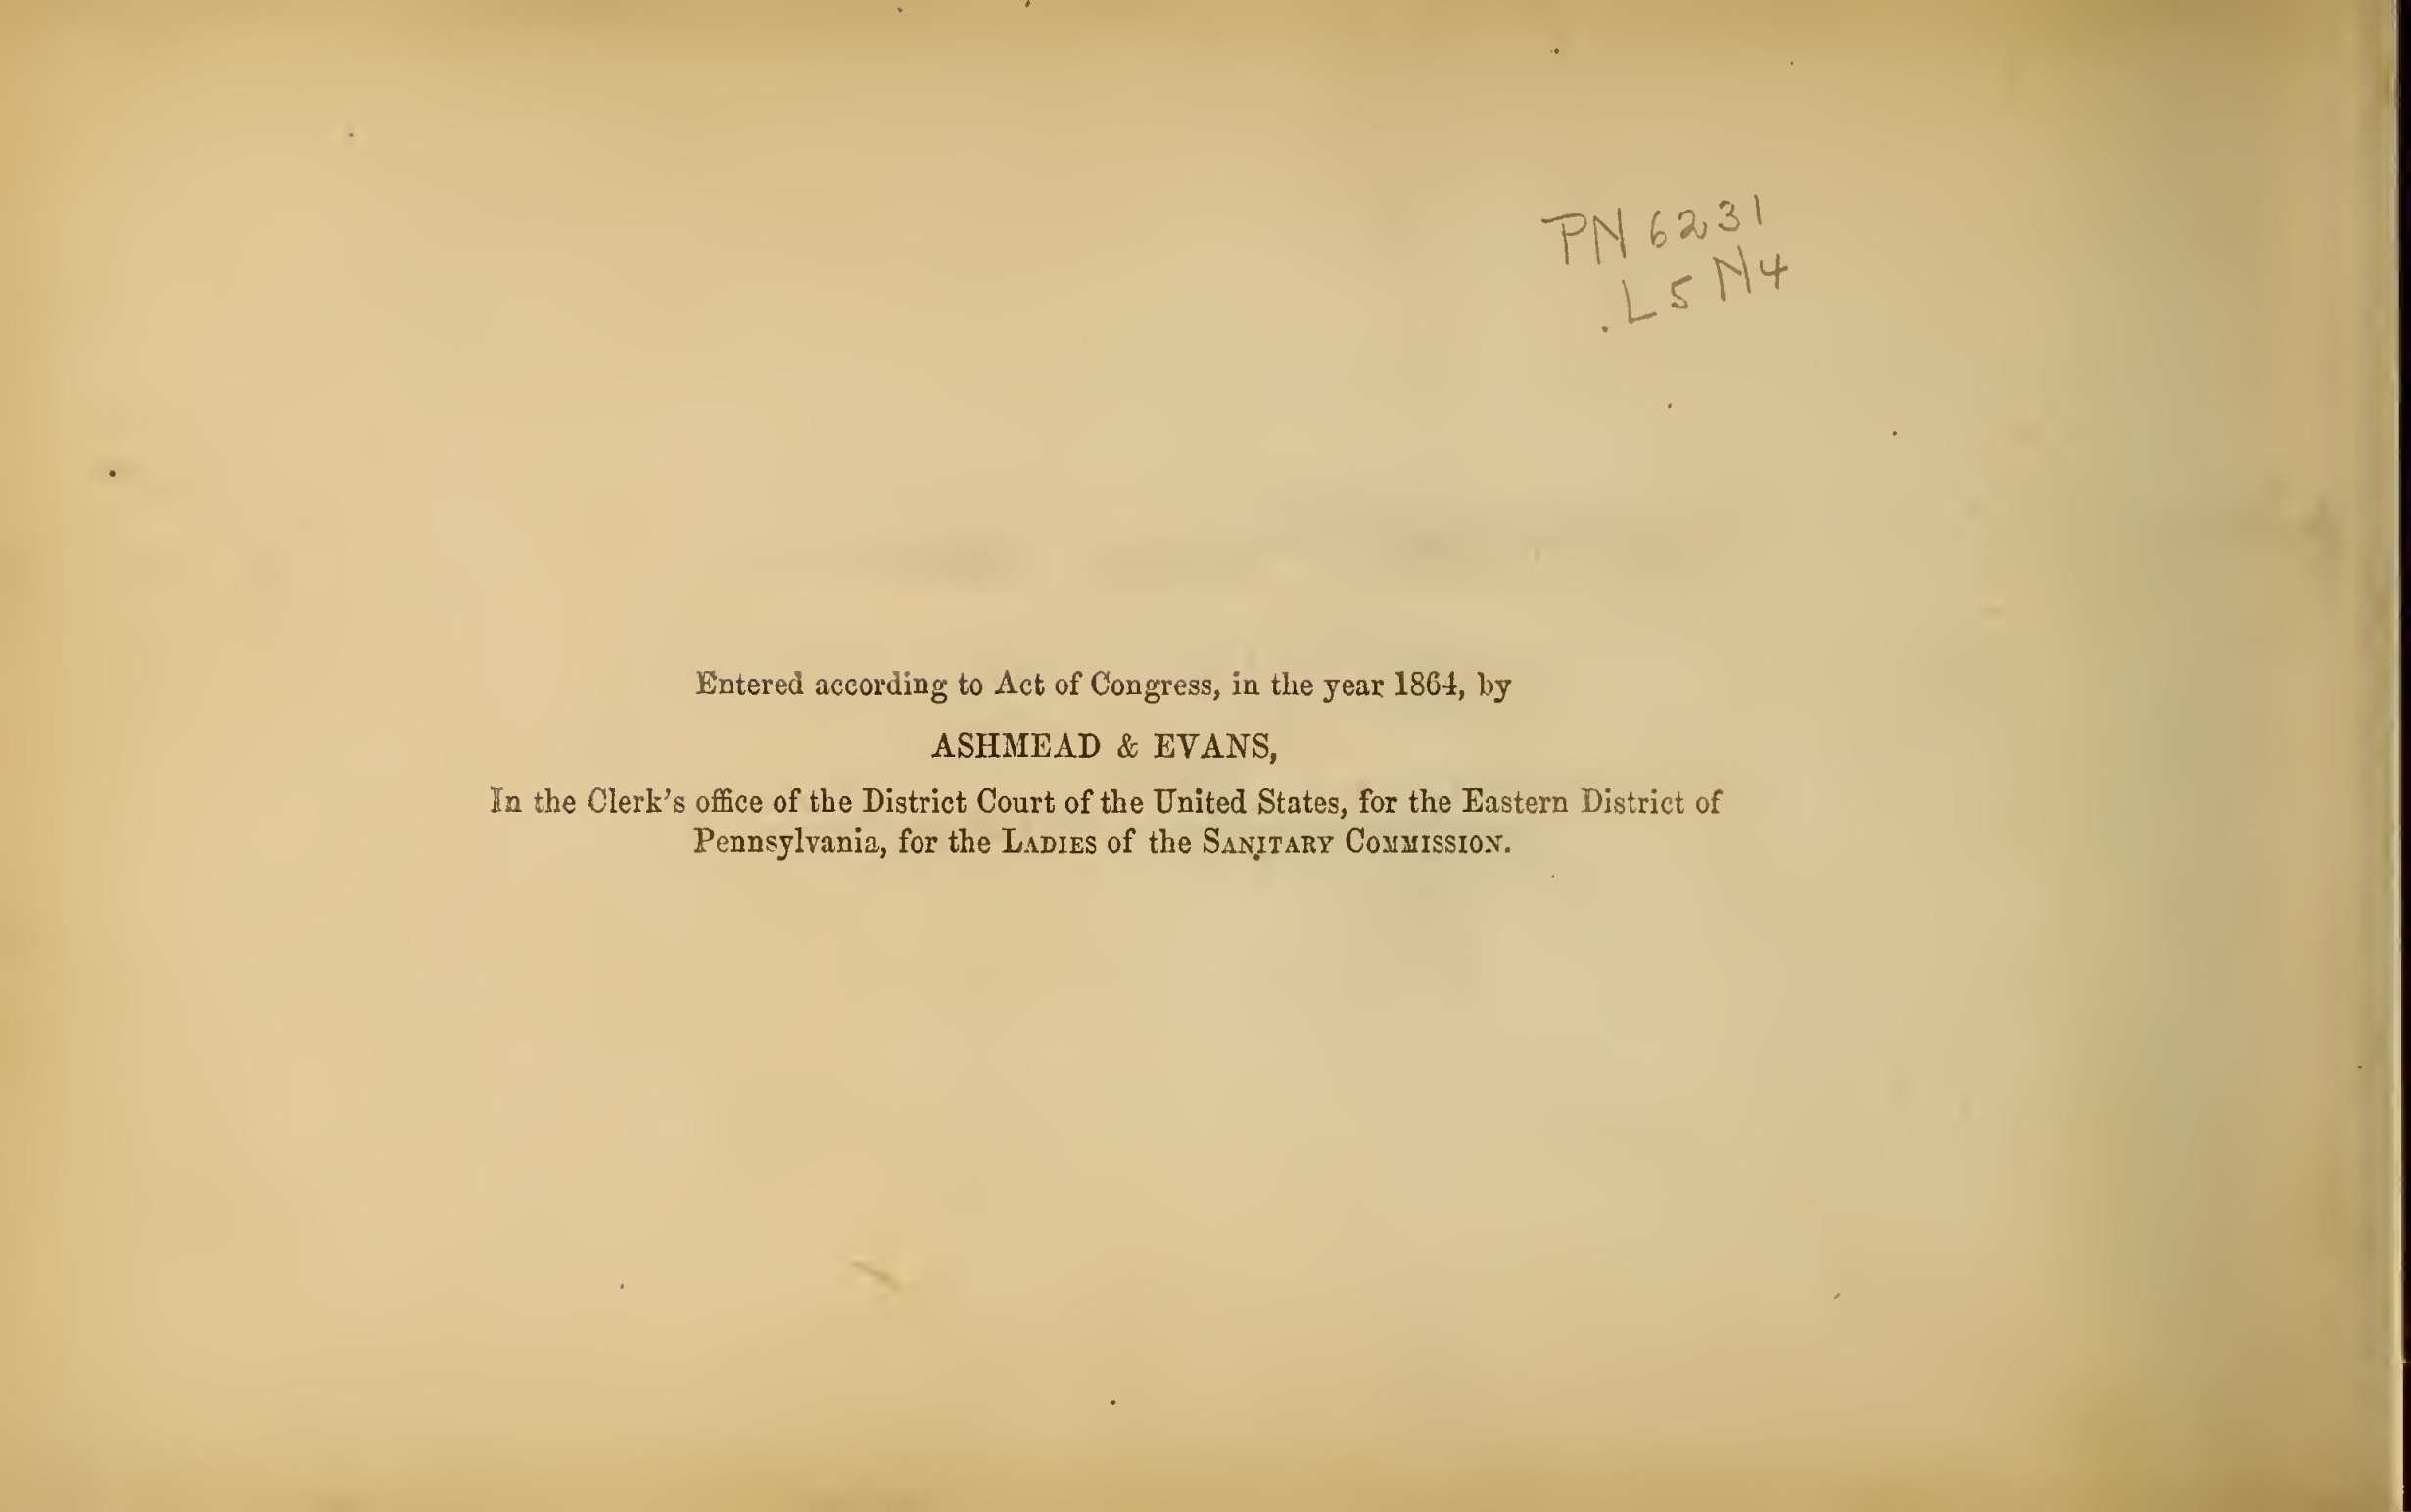 PN 6231
.L5 N4
Entered according to Act of Congress, in the year 1864, by
ASHMEAD & EVANS,
In the Clerk's office of the District Court of the United States, for the Eastern District of
Pennsylvania, for the LADIES of the SANITARY COMMISSION.